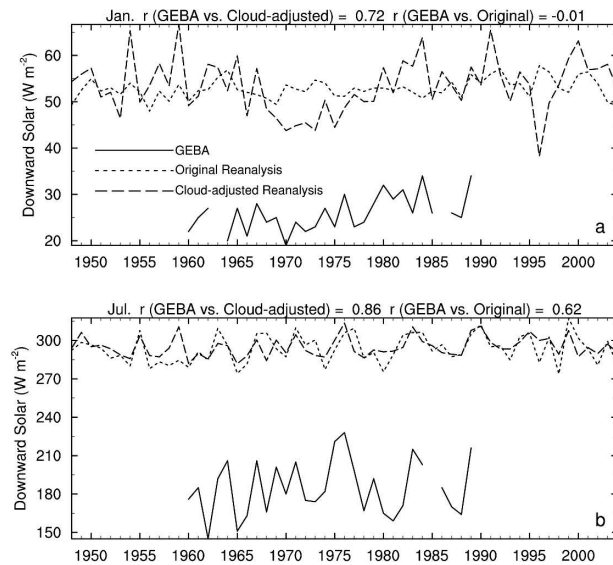 Jan. r (GEBA vs. Cloud-adjusted) = 0.72 r (GEBA vs. Original) = -0.01
Downward Solar (W m⁻²)
60
50
40
30
20
GEBA
Original Reanalysis
Cloud-adjusted Reanalysis
a
1950 1955 1960 1965 1970 1975 1980 1985 1990 1995 2000
Jul. r (GEBA vs. Cloud-adjusted) = 0.86 r (GEBA vs. Original) = 0.62
Downward Solar (W m⁻²)
300
270
240
210
180
150
b
1950 1955 1960 1965 1970 1975 1980 1985 1990 1995 2000